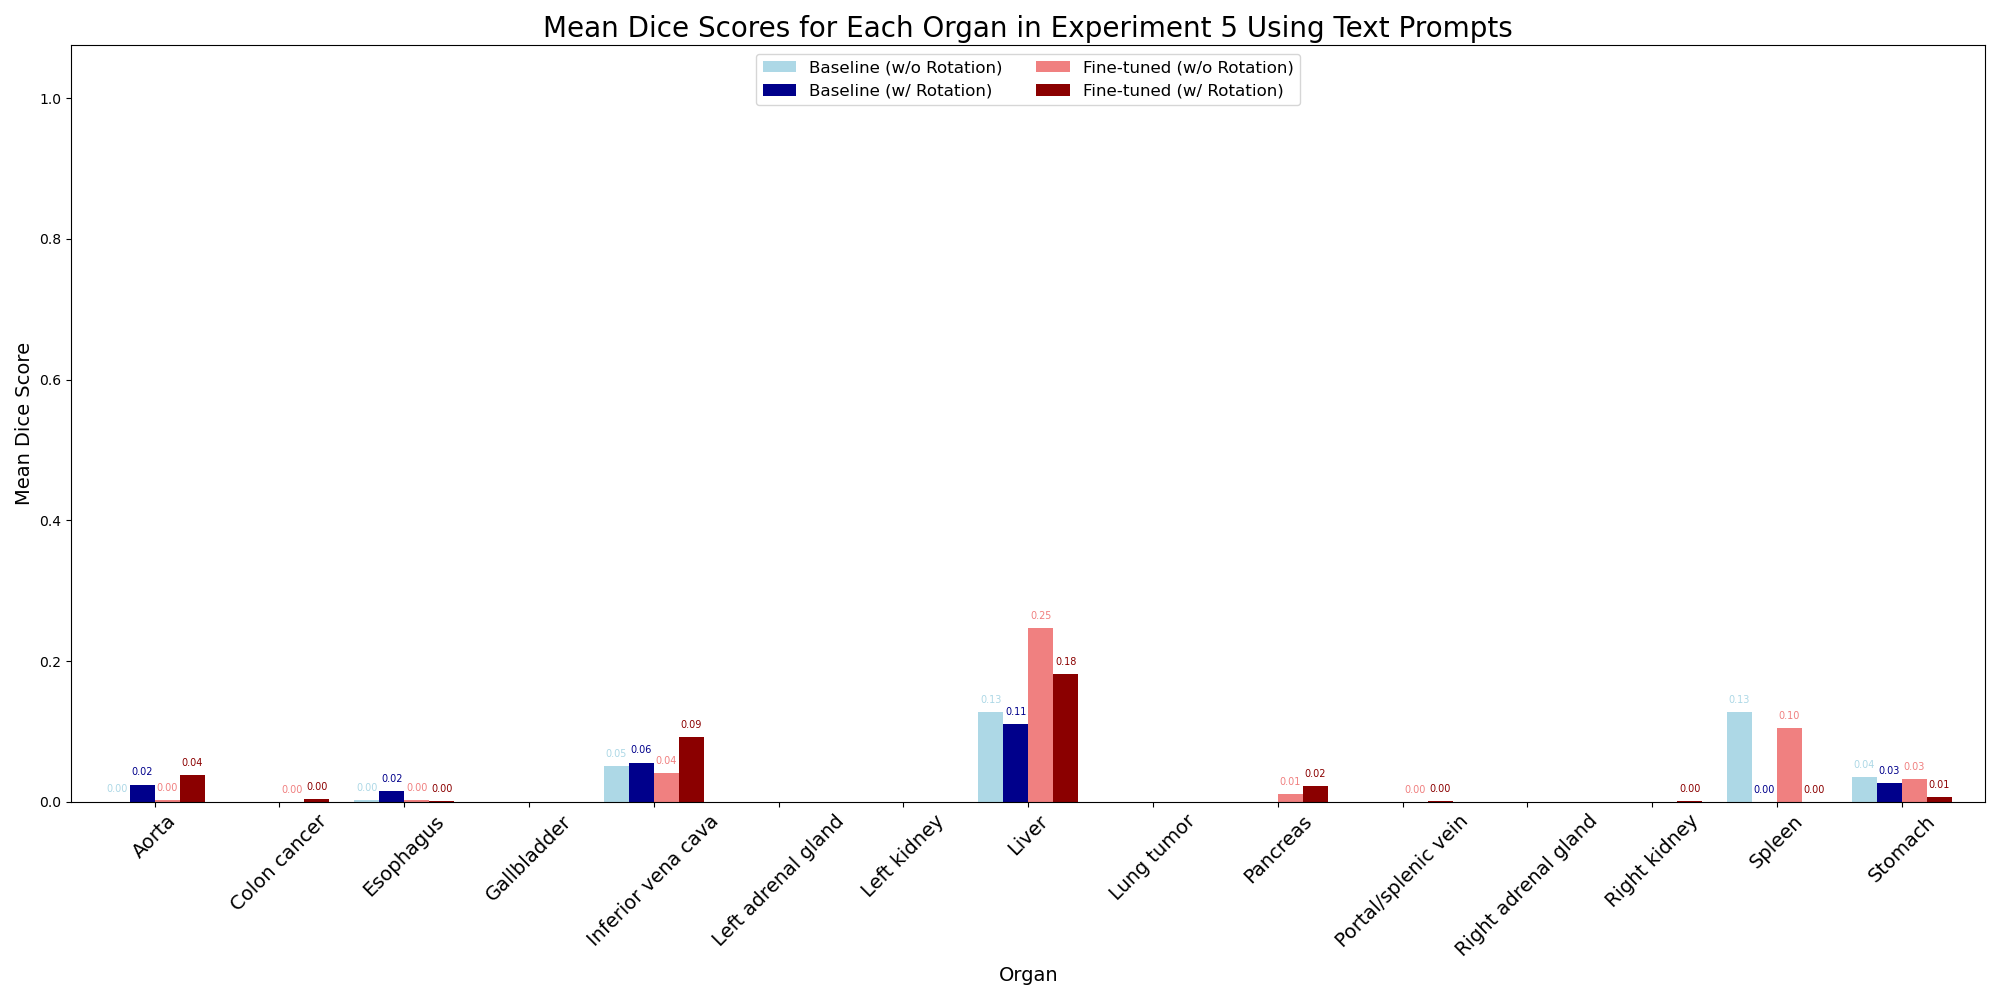 Mean Dice Scores for Each Organ in Experiment 5 Using Text Prompts
Baseline (w/o Rotation)
Baseline (w/ Rotation)
Fine-tuned (w/o Rotation)
Fine-tuned (w/ Rotation)
Mean Dice Score
1.0
0.8
0.6
0.4
0.2
0.0
0.00 0.02 0.00 0.04
0.00 0.00
0.00 0.02 0.00 0.00
0.05 0.06 0.04 0.09
0.13 0.11 0.25 0.18
0.01 0.02
0.00 0.00
0.00
0.13 0.00 0.10 0.00
0.04 0.03 0.03 0.01
Aorta
Colon cancer
Esophagus
Gallbladder
Inferior vena cava
Left adrenal gland
Left kidney
Liver
Lung tumor
Pancreas
Portal/splenic vein
Right adrenal gland
Right kidney
Spleen
Stomach
Organ